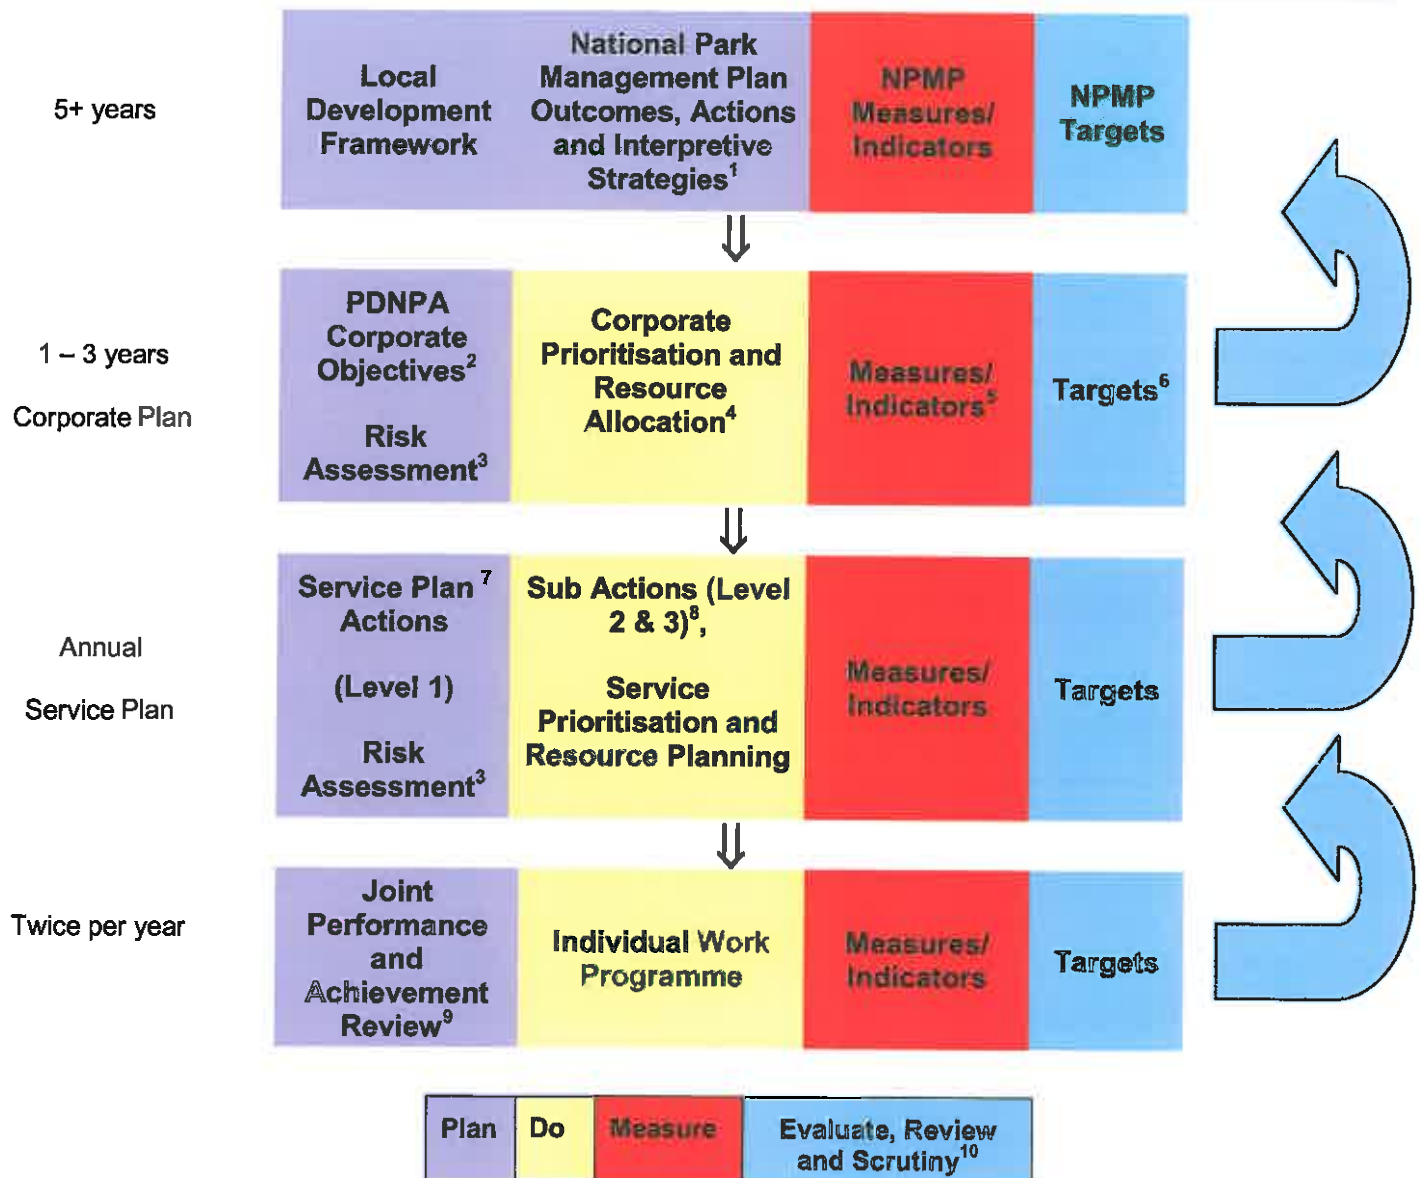 5+ years
Local
Development
Framework
National Park
Management Plan
Outcomes, Actions
and Interpretive
Strategies¹
NPMP
Measures/
Indicators
NPMP
Targets
⇓
1 – 3 years
Corporate Plan
PDNPA
Corporate
Objectives²
Risk
Assessment³
Corporate
Prioritisation and
Resource
Allocation⁴
Measures/
Indicators⁵
Targets⁶
⇓
Annual
Service Plan
Service Plan ⁷
Actions
(Level 1)
Risk
Assessment³
Sub Actions (Level
2 & 3)⁸,
Service
Prioritisation and
Resource Planning
Measures/
Indicators
Targets
⇓
Twice per year
Joint
Performance
and
Achievement
Review⁹
Individual Work
Programme
Measures/
Indicators
Targets
Plan
Do
Measure
Evaluate, Review
and Scrutiny¹⁰